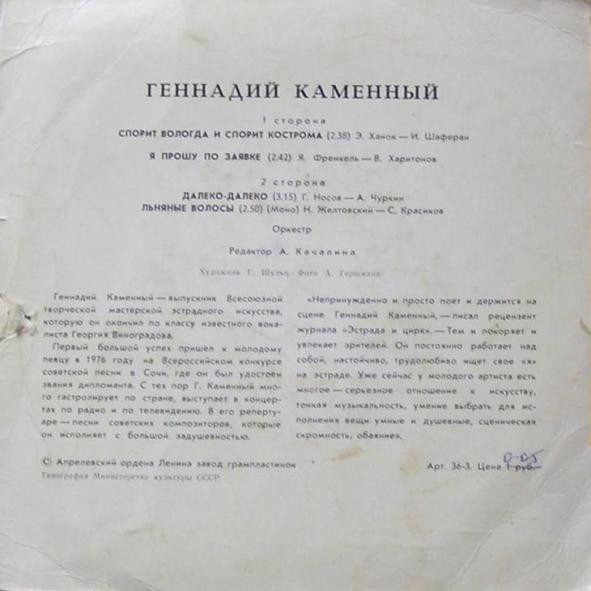 ГЕННАДИЙ КАМЕННЫЙ
1 сторона
СПОРИТ ВОЛОГДА И СПОРИТ КОСТРОМА (2.38) Э. Ханок — И. Шаферан
Я ПРОШУ ПО ЗАЯВКЕ (2.42) Я. Френкель — В. Харитонов
2 сторона
ДАЛЕКО-ДАЛЕКО (3.15) Г. Носов — А. Чуркин
ЛЬНЯНЫЕ ВОЛОСЫ (2.50) (Моно) Н. Желтовский — С. Красиков
Оркестр
Редактор А. Качалина
Художник Г. Шульц. Фото А. Гершмана
Геннадий Каменный — выпускник Всесоюзной
творческой мастерской эстрадного искусства,
которую он окончил по классу известного вока-
листа Георгия Виноградова.
Первый большой успех пришел к молодому
певцу в 1976 году на Всероссийском конкурсе
советской песни в Сочи, где он был удостоен
звания дипломанта. С тех пор Г. Каменный мно-
го гастролирует по стране, выступает в концер-
тах по радио и по телевидению. В его реперту-
аре — песни советских композиторов, которые
он исполняет с большой задушевностью.
«Непринужденно и просто поет и держится на
сцене Геннадий Каменный, — писал рецензент
журнала «Эстрада и цирк». — Тем и покоряет и
увлекает зрителей. Он постоянно работает над
собой, настойчиво, трудолюбиво ищет свое «я»
на эстраде. Уже сейчас у молодого артиста есть
многое — серьезное отношение к искусству,
тонкая музыкальность, умение выбрать для ис-
полнения вещи умные и душевные, сценическая
скромность, обаяние».
© Апрелевский ордена Ленина завод грампластинок
Типография Министерства культуры СССР
Арт. 36-3. Цена 1 руб.